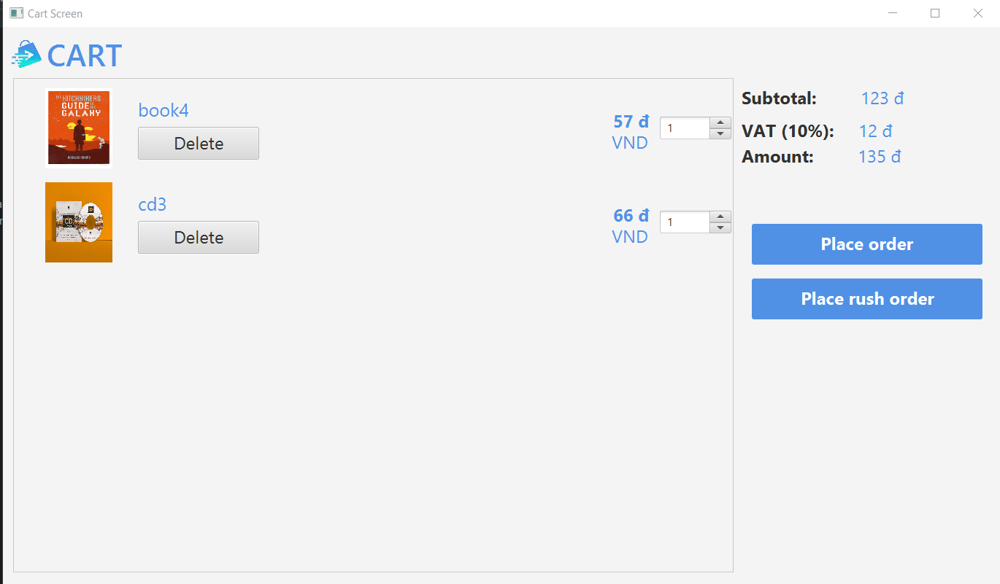 Cart Screen
CART
THE HITCHHIKERS
GUIDE TO THE
GALAXY
DOUGLAS ADAMS
book4
Delete
57 đ
VND
1
CD
cd3
Delete
66 đ
VND
1
Subtotal: 123 đ
VAT (10%): 12 đ
Amount: 135 đ
Place order
Place rush order